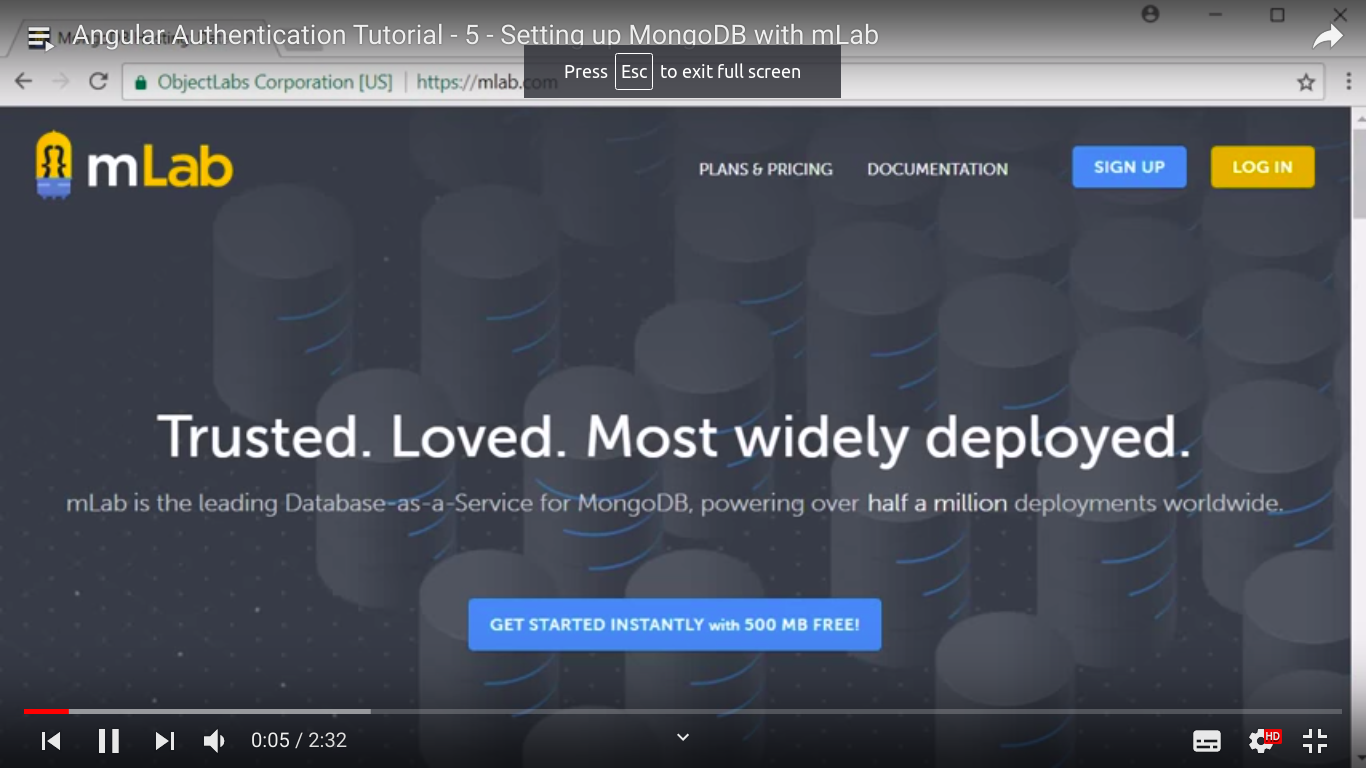 Angular Authentication Tutorial - 5 - Setting up MongoDB with mLab
Press Esc to exit full screen
ObjectLabs Corporation [US] | https://mlab.com
mLab
PLANS & PRICING
DOCUMENTATION
SIGN UP
LOG IN
Trusted. Loved. Most widely deployed.
mLab is the leading Database-as-a-Service for MongoDB, powering over half a million deployments worldwide.
GET STARTED INSTANTLY with 500 MB FREE!
0:05 / 2:32
HD